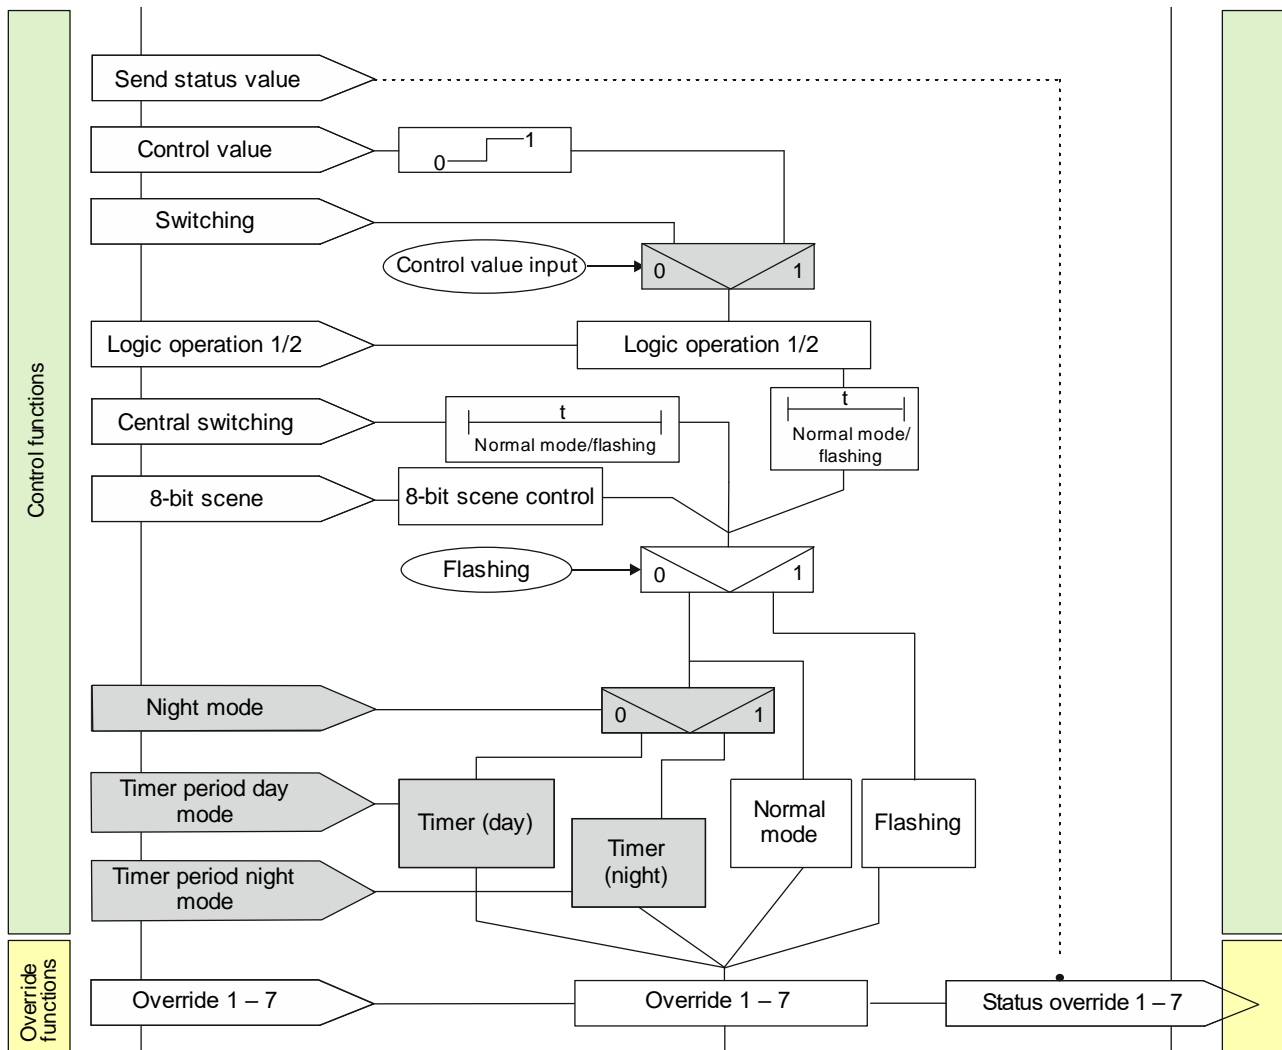 Control functions
Override
functions
Send status value
Control value
0
1
Switching
Control value input
0
1
Logic operation 1/2
Logic operation 1/2
Central switching
t
Normal mode/flashing
t
Normal mode/
flashing
8-bit scene
8-bit scene control
Flashing
0
1
Night mode
0
1
Timer period day
mode
Timer (day)
Timer
(night)
Normal
mode
Flashing
Timer period night
mode
Override 1 – 7
Override 1 – 7
Status override 1 – 7